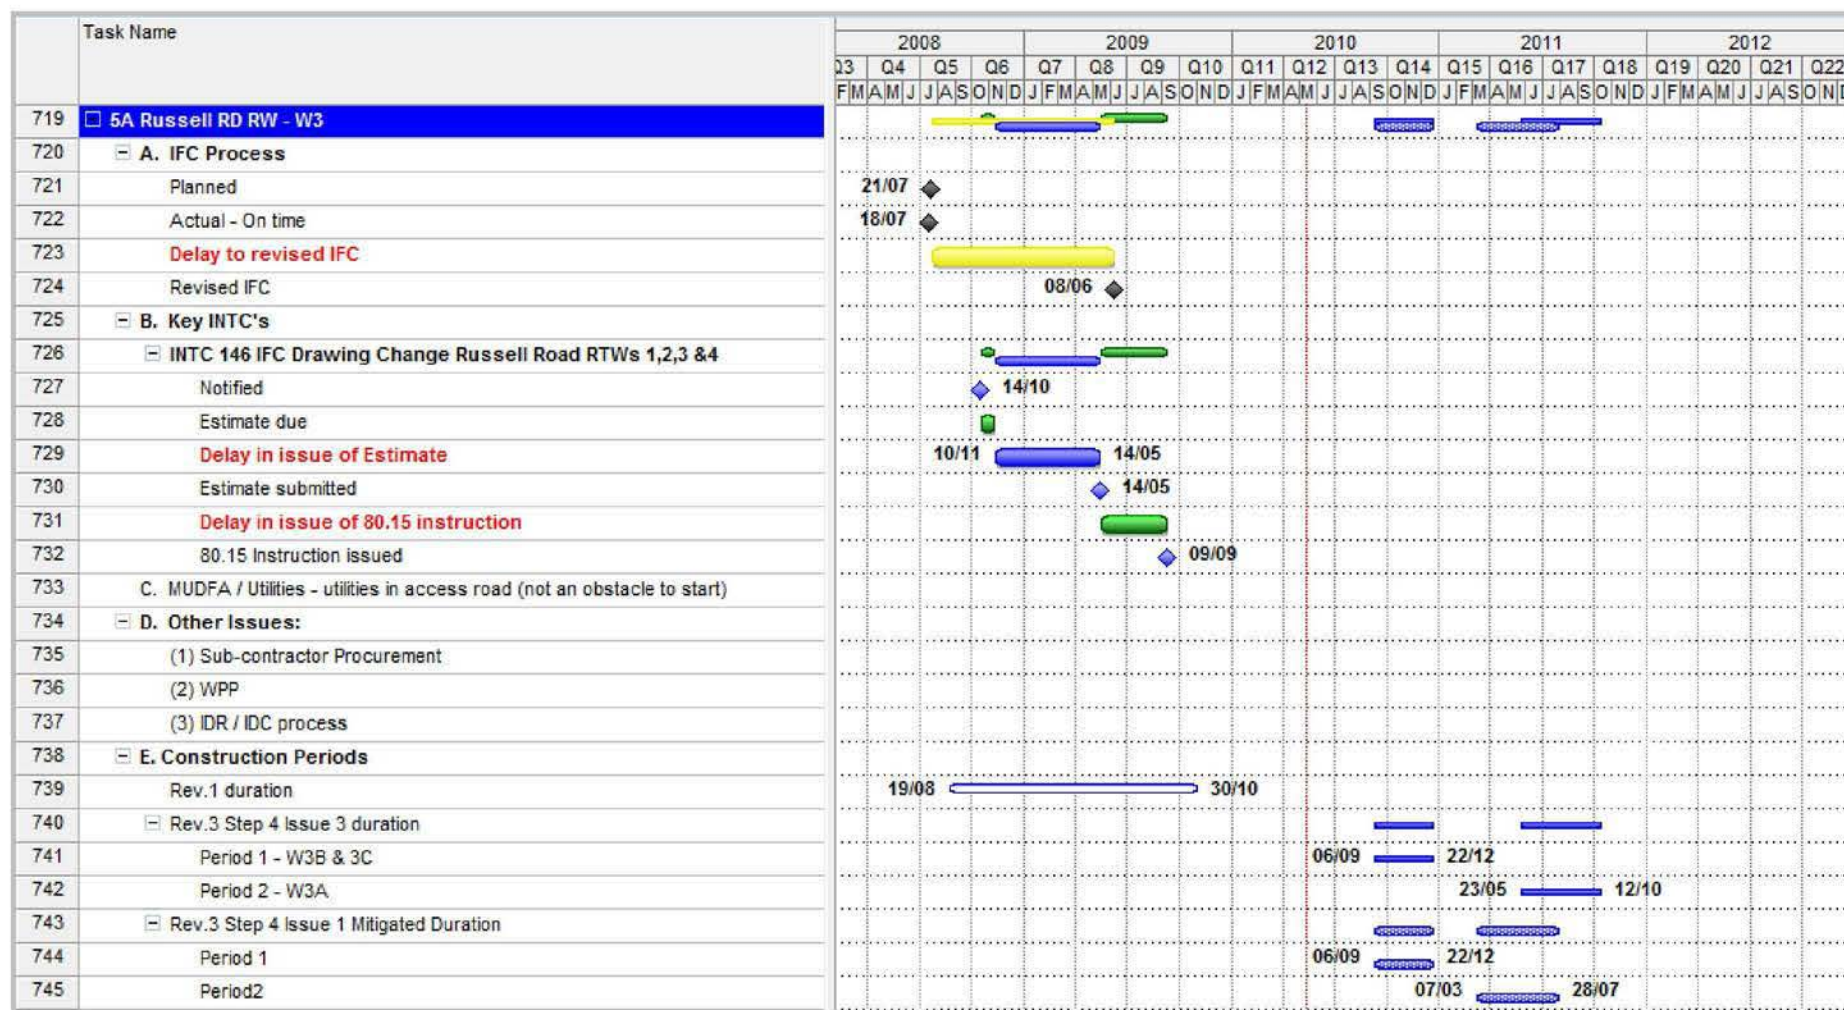 Task Name
2008 2009 2010 2011 2012
Q3 Q4 Q5 Q6 Q7 Q8 Q9 Q10 Q11 Q12 Q13 Q14 Q15 Q16 Q17 Q18 Q19 Q20 Q21 Q22
F M A M J J A S O N D J F M A M J J A S O N D J F M A M J J A S O N D J F M A M J J A S O N D J F M A M J J A S O N D
719 5A Russell RD RW - W3
720 A. IFC Process
721 Planned 21/07
722 Actual - On time 18/07
723 Delay to revised IFC
724 Revised IFC 08/06
725 B. Key INTC's
726 INTC 146 IFC Drawing Change Russell Road RTWs 1,2,3 &4
727 Notified 14/10
728 Estimate due
729 Delay in issue of Estimate 10/11 14/05
730 Estimate submitted 14/05
731 Delay in issue of 80.15 instruction
732 80.15 Instruction issued 09/09
733 C. MUDFA / Utilities - utilities in access road (not an obstacle to start)
734 D. Other Issues:
735 (1) Sub-contractor Procurement
736 (2) WPP
737 (3) IDR / IDC process
738 E. Construction Periods
739 Rev.1 duration 19/08 30/10
740 Rev.3 Step 4 Issue 3 duration
741 Period 1 - W3B & 3C 06/09 22/12
742 Period 2 - W3A 23/05 12/10
743 Rev.3 Step 4 Issue 1 Mitigated Duration
744 Period 1 06/09 22/12
745 Period2 07/03 28/07